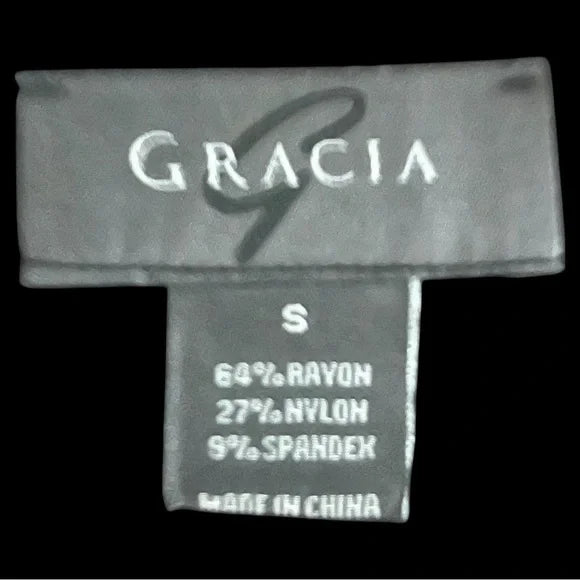 GRACIA
S
64% RAYON
27% NYLON
9% SPANDEX
MADE IN CHINA